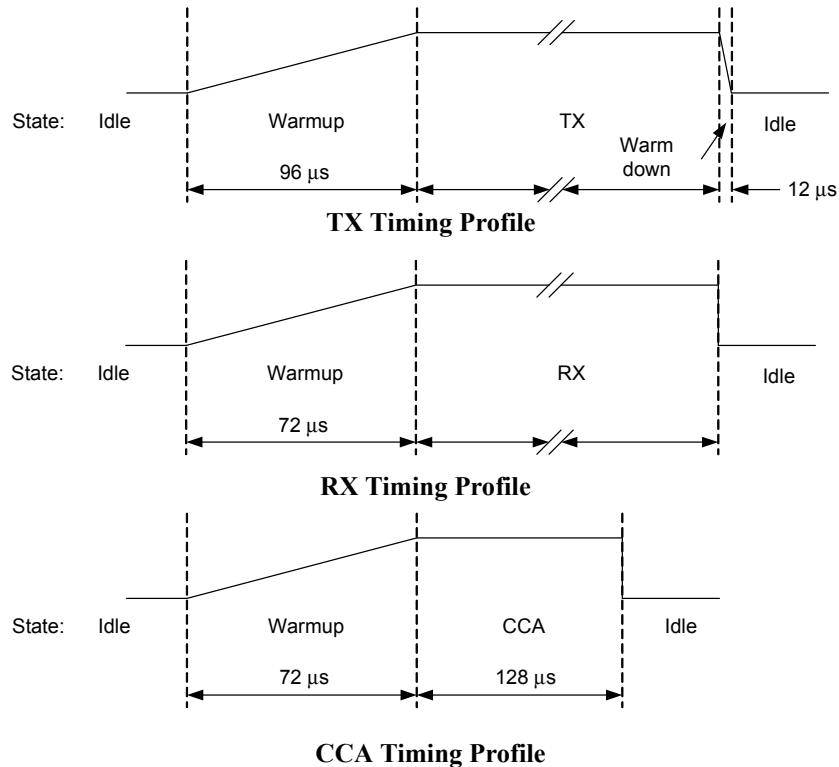 State: Idle Warmup TX Warm down Idle
96 μs 12 μs
TX Timing Profile
State: Idle Warmup RX Idle
72 μs
RX Timing Profile
State: Idle Warmup CCA Idle
72 μs 128 μs
CCA Timing Profile